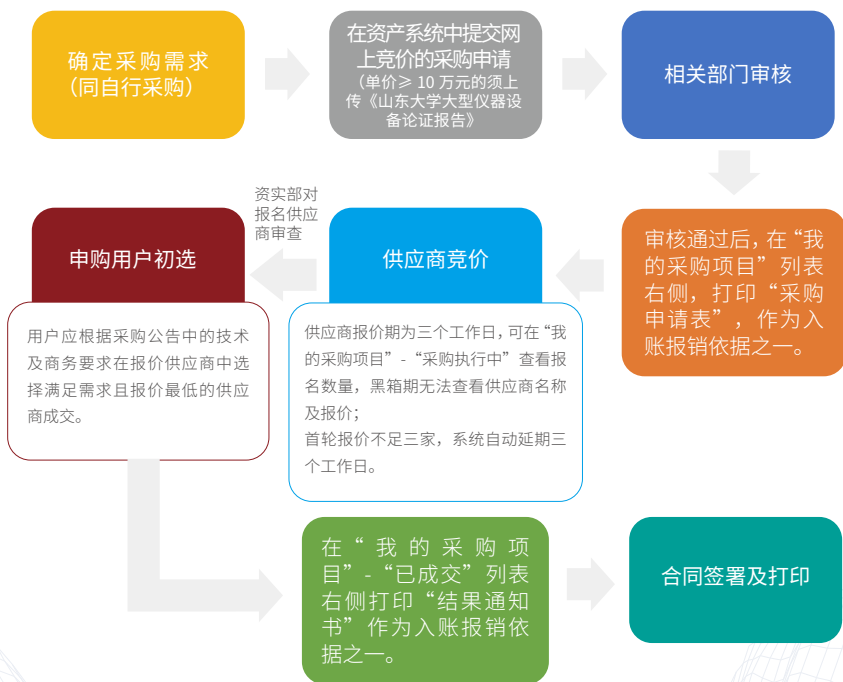 确定采购需求
（同自行采购）
在资产系统中提交网
上竞价的采购申请
（单价≥ 10 万元的须上
传《山东大学大型仪器设
备论证报告》
相关部门审核
审核通过后，在“我
的采购项目”列表
右侧，打印“采购
申请表”，作为入
账报销依据之一。
供应商竞价
供应商报价期为三个工作日，可在“我
的采购项目”-“采购执行中”查看报
名数量，黑箱期无法查看供应商名称
及报价；
首轮报价不足三家，系统自动延期三
个工作日。
资实部对
报名供应
商审查
申购用户初选
用户应根据采购公告中的技术
及商务要求在报价供应商中选
择满足需求且报价最低的供应
商成交。
在“我的采购项
目”-“已成交”列表
右侧打印“结果通知
书”作为入账报销依
据之一。
合同签署及打印